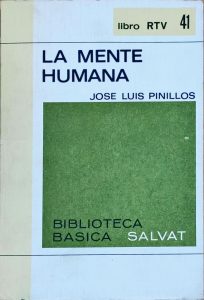 libro RTV 41
LA MENTE
HUMANA
JOSE LUIS PINILLOS
BIBLIOTECA
BASICA SALVAT